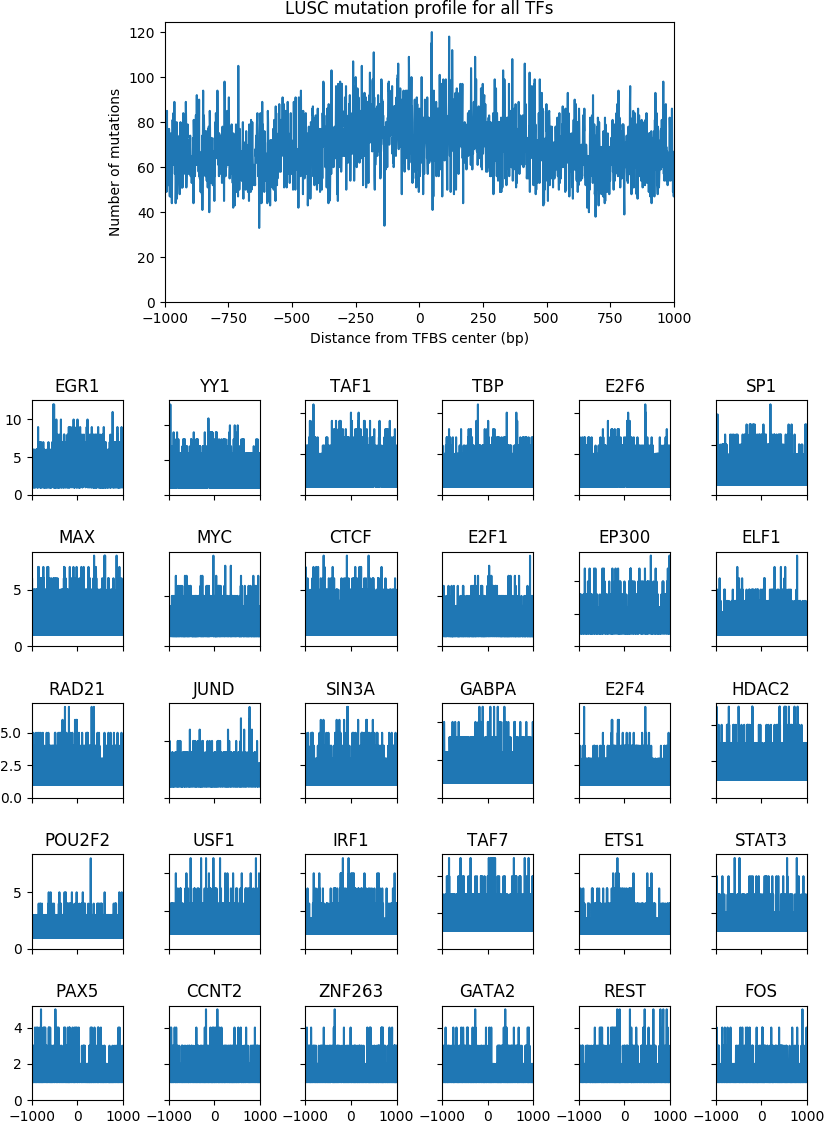 LUSC mutation profile for all TFs
120
100
80
60
40
20
0
Number of mutations
−1000 −750 −500 −250 0 250 500 750 1000
Distance from TFBS center (bp)
EGR1 YY1 TAF1 TBP E2F6 SP1
10
5
0
MAX MYC CTCF E2F1 EP300 ELF1
5
0
RAD21 JUND SIN3A GABPA E2F4 HDAC2
5.0
2.5
0.0
POU2F2 USF1 IRF1 TAF7 ETS1 STAT3
5
0
PAX5 CCNT2 ZNF263 GATA2 REST FOS
4
2
0
−1000 0 1000 −1000 0 1000 −1000 0 1000 −1000 0 1000 −1000 0 1000 −1000 0 1000